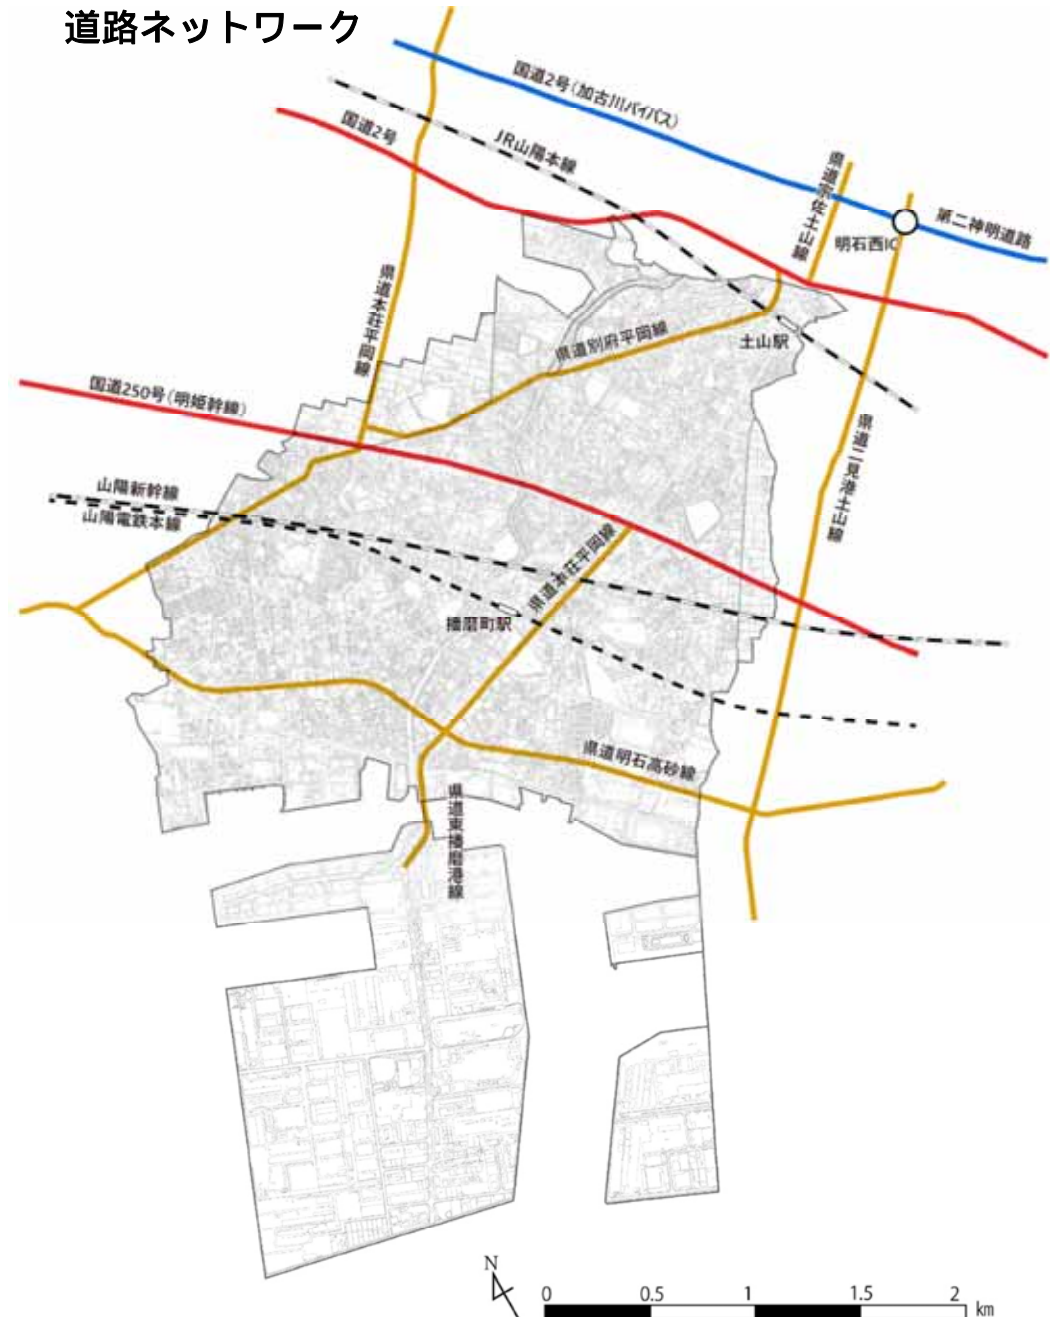 道路ネットワーク
国道2号（加古川バイパス）
国道2号
JR山陽本線
県道宗佐土山線
第二神明道路
明石西IC
県道本荘平岡線
県道別府平岡線
土山駅
国道250号（明姫幹線）
県道二見港土山線
山陽新幹線
山陽電鉄本線
県道本荘平岡線
播磨町駅
県道明石高砂線
県道東播磨港線
N
0 0.5 1 1.5 2 km